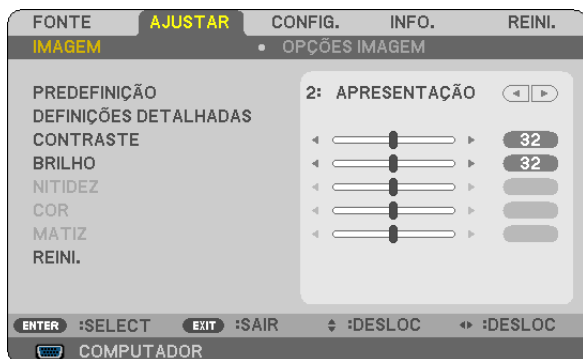 FONTE AJUSTAR CONFIG. INFO. REINI.
IMAGEM • OPÇÕES IMAGEM
PREDEFINIÇÃO 2: APRESENTAÇÃO
DEFINIÇÕES DETALHADAS
CONTRASTE 32
BRILHO 32
NITIDEZ
COR
MATIZ
REINI.
ENTER :SELECT EXIT :SAIR :DESLOC :DESLOC
COMPUTADOR